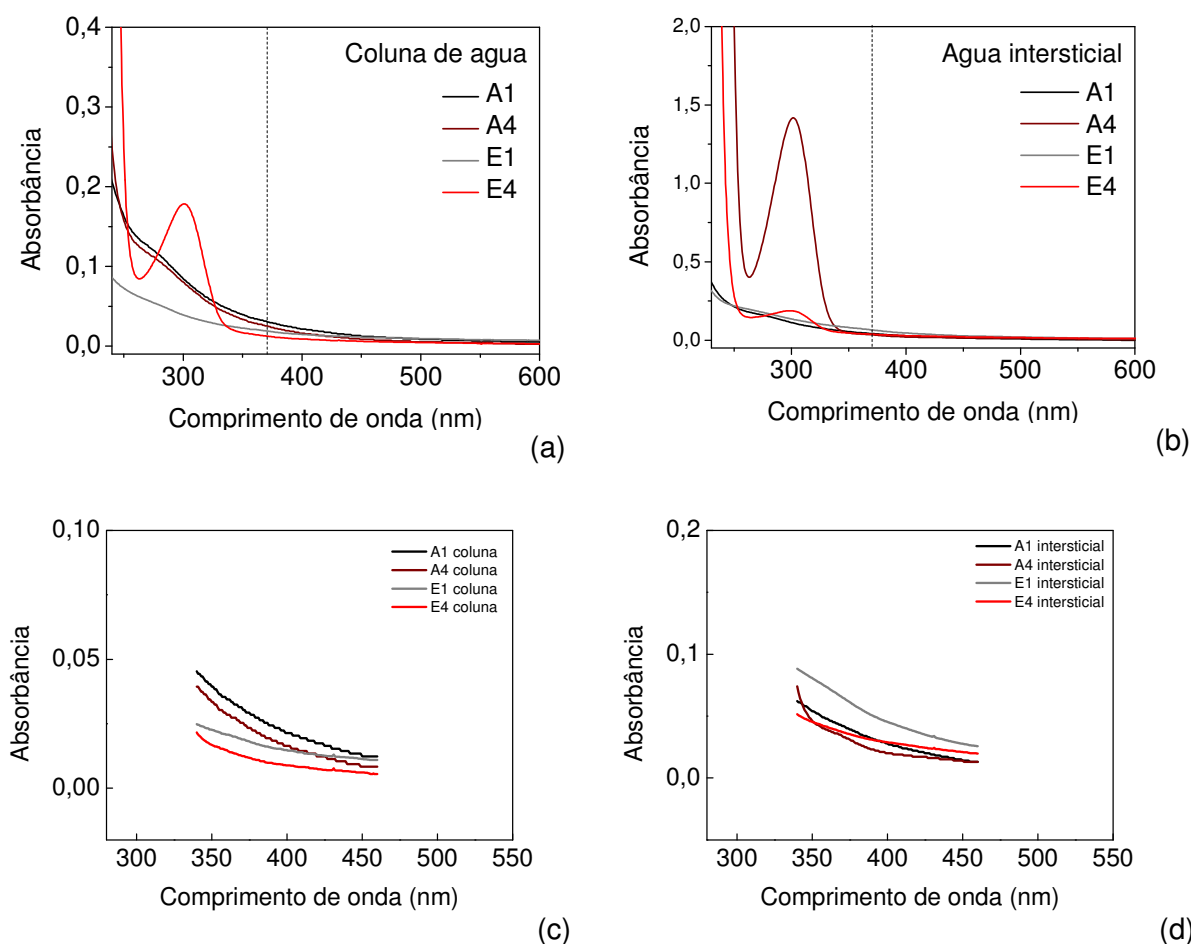 Coluna de agua
A1
A4
E1
E4
0,4
0,3
0,2
0,1
0,0
Absorbância
300
400
500
600
Comprimento de onda (nm)
(a)
Agua intersticial
A1
A4
E1
E4
2,0
1,5
1,0
0,5
0,0
Absorbância
300
400
500
600
Comprimento de onda (nm)
(b)
A1 coluna
A4 coluna
E1 coluna
E4 coluna
0,10
0,05
0,00
Absorbância
300
350
400
450
500
550
Comprimento de onda (nm)
(c)
A1 intersticial
A4 intersticial
E1 intersticial
E4 intersticial
0,2
0,1
0,0
Absorbância
300
350
400
450
500
550
Comprimento de onda (nm)
(d)